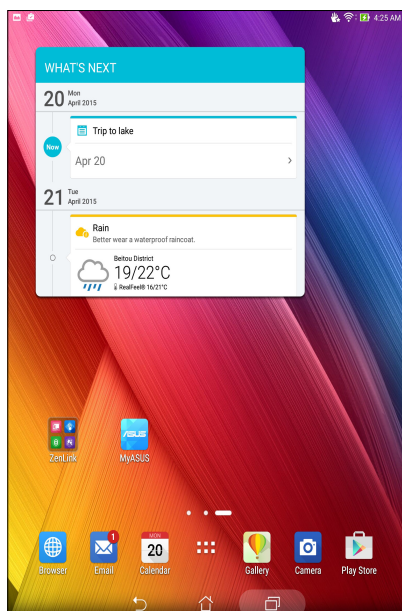 4:25 AM
WHAT'S NEXT
20 Mon
April 2015
Trip to lake
Now
Apr 20
21 Tue
April 2015
Rain
Better wear a waterproof raincoat.
Beitou District
19/22°C
RealFeel® 16/21°C
ASUS
ZenLink
MyASUS
1
MON
20
Browser
Email
Calendar
Gallery
Camera
Play Store